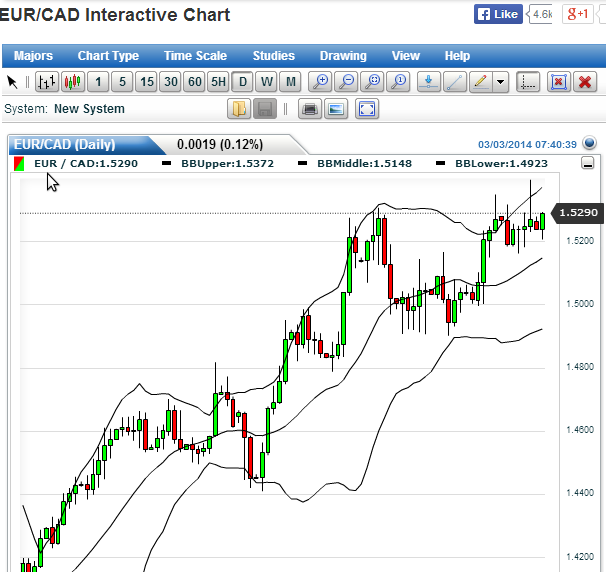 EUR/CAD Interactive Chart
Like 4.6k g+1
Majors Chart Type Time Scale Studies Drawing View Help
1 5 15 30 60 5H D W M
System: New System
EUR/CAD (Daily) 0.0019 (0.12%) 03/03/2014 07:40:39
EUR / CAD:1.5290 BBUpper:1.5372 BBMiddle:1.5148 BBLower:1.4923
1.5290
1.5200
1.5000
1.4800
1.4600
1.4400
1.4200